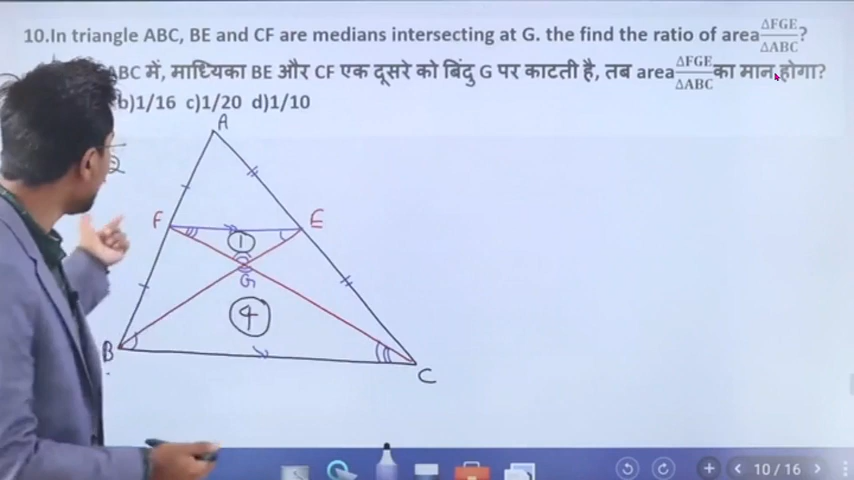 10.In triangle ABC, BE and CF are medians intersecting at G. the find the ratio of area ΔFGE/ΔABC?
ABC में, माध्यिका BE और CF एक दूसरे को बिंदु G पर काटती है, तब area ΔFGE/ΔABC का मान होगा?
b)1/16 c)1/20 d)1/10
A
2
F
E
1
G
4
B
C
10 / 16